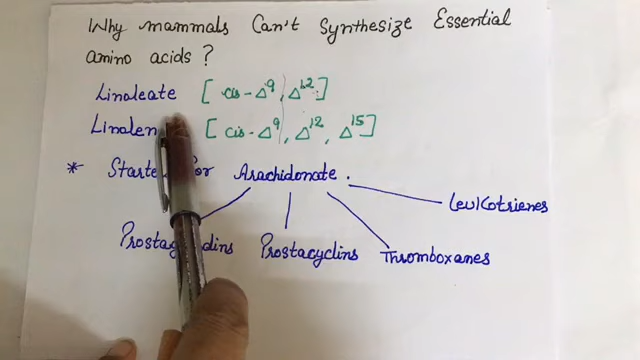 Why mammals Can't Synthesize Essential
amino acids ?
Linoleate [ cis - Δ⁹, Δ¹² ]
Linolen [ cis - Δ⁹, Δ¹², Δ¹⁵ ]
* Starte for Arachidonate .
Leukotrienes
Prostag dins Prostacyclins Thromboxanes